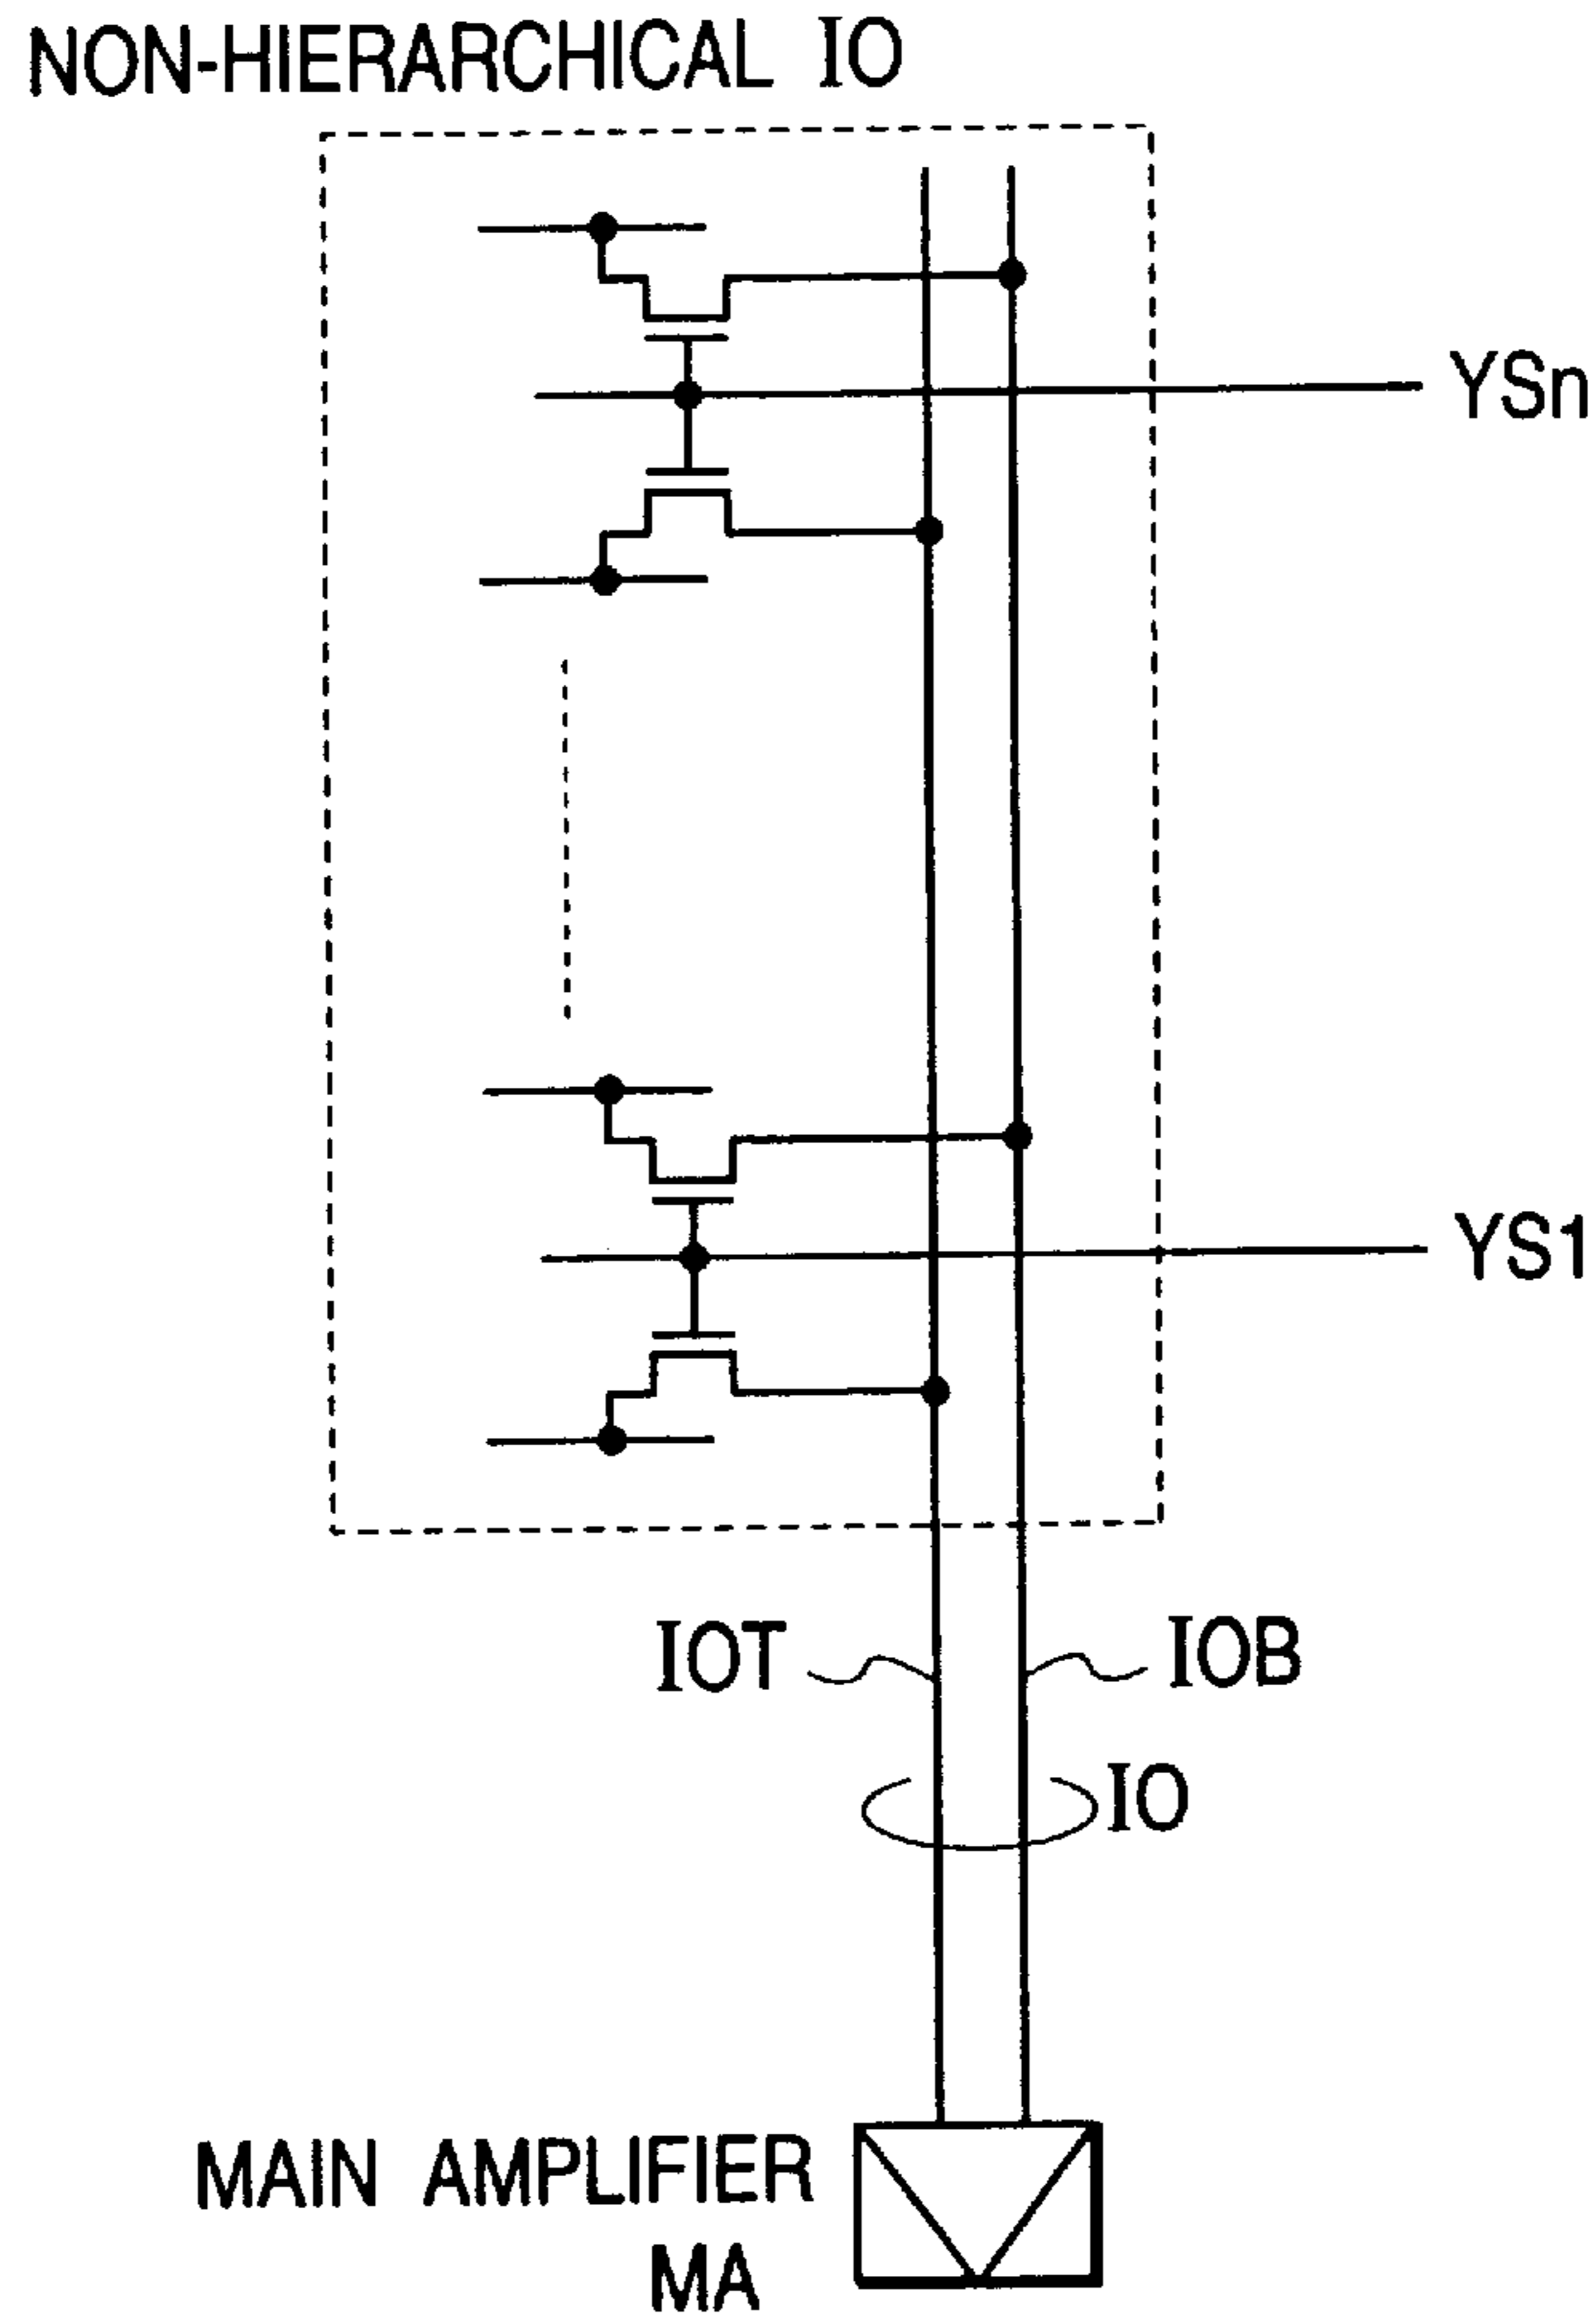 NON-HIERARCHICAL IO
YSn
YS1
IOT
IOB
IO
MAIN AMPLIFIER
MA